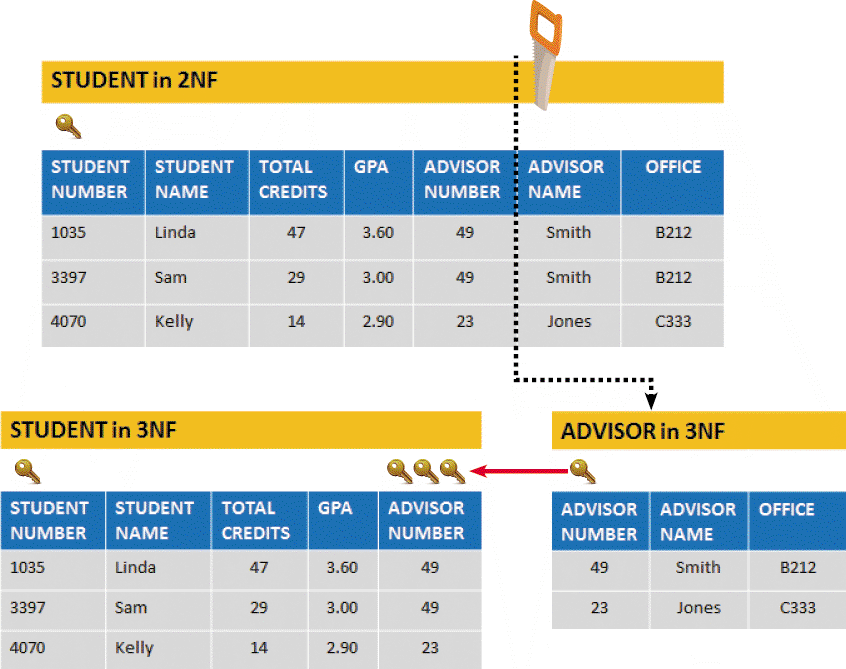 STUDENT in 2NF
STUDENT NUMBER STUDENT NAME TOTAL CREDITS GPA ADVISOR NUMBER ADVISOR NAME OFFICE
1035 Linda 47 3.60 49 Smith B212
3397 Sam 29 3.00 49 Smith B212
4070 Kelly 14 2.90 23 Jones C333
STUDENT in 3NF
STUDENT NUMBER STUDENT NAME TOTAL CREDITS GPA ADVISOR NUMBER
1035 Linda 47 3.60 49
3397 Sam 29 3.00 49
4070 Kelly 14 2.90 23
ADVISOR in 3NF
ADVISOR NUMBER ADVISOR NAME OFFICE
49 Smith B212
23 Jones C333